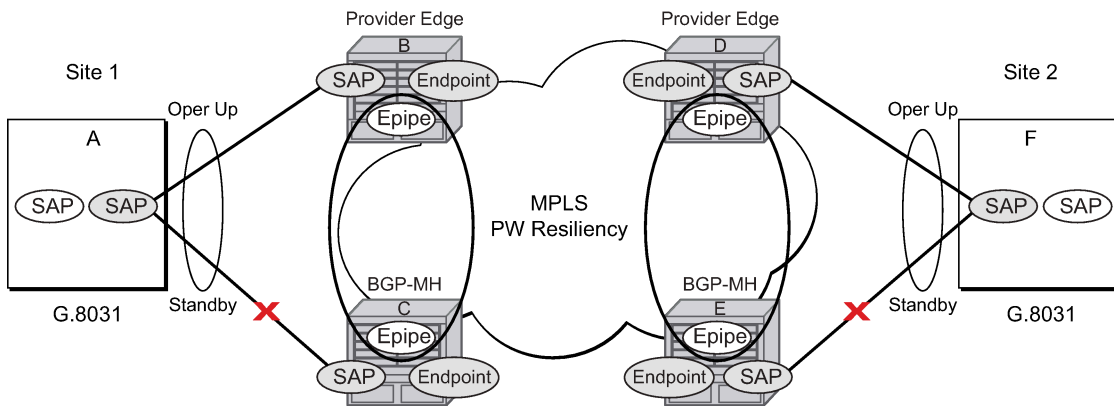 Provider Edge
Provider Edge
B
D
Site 1
Site 2
SAP
Endpoint
Endpoint
SAP
Oper Up
Oper Up
Epipe
Epipe
A
F
SAP
SAP
MPLS
PW Resiliency
SAP
SAP
Standby
Standby
BGP-MH
BGP-MH
G.8031
G.8031
C
E
Epipe
Epipe
SAP
Endpoint
Endpoint
SAP